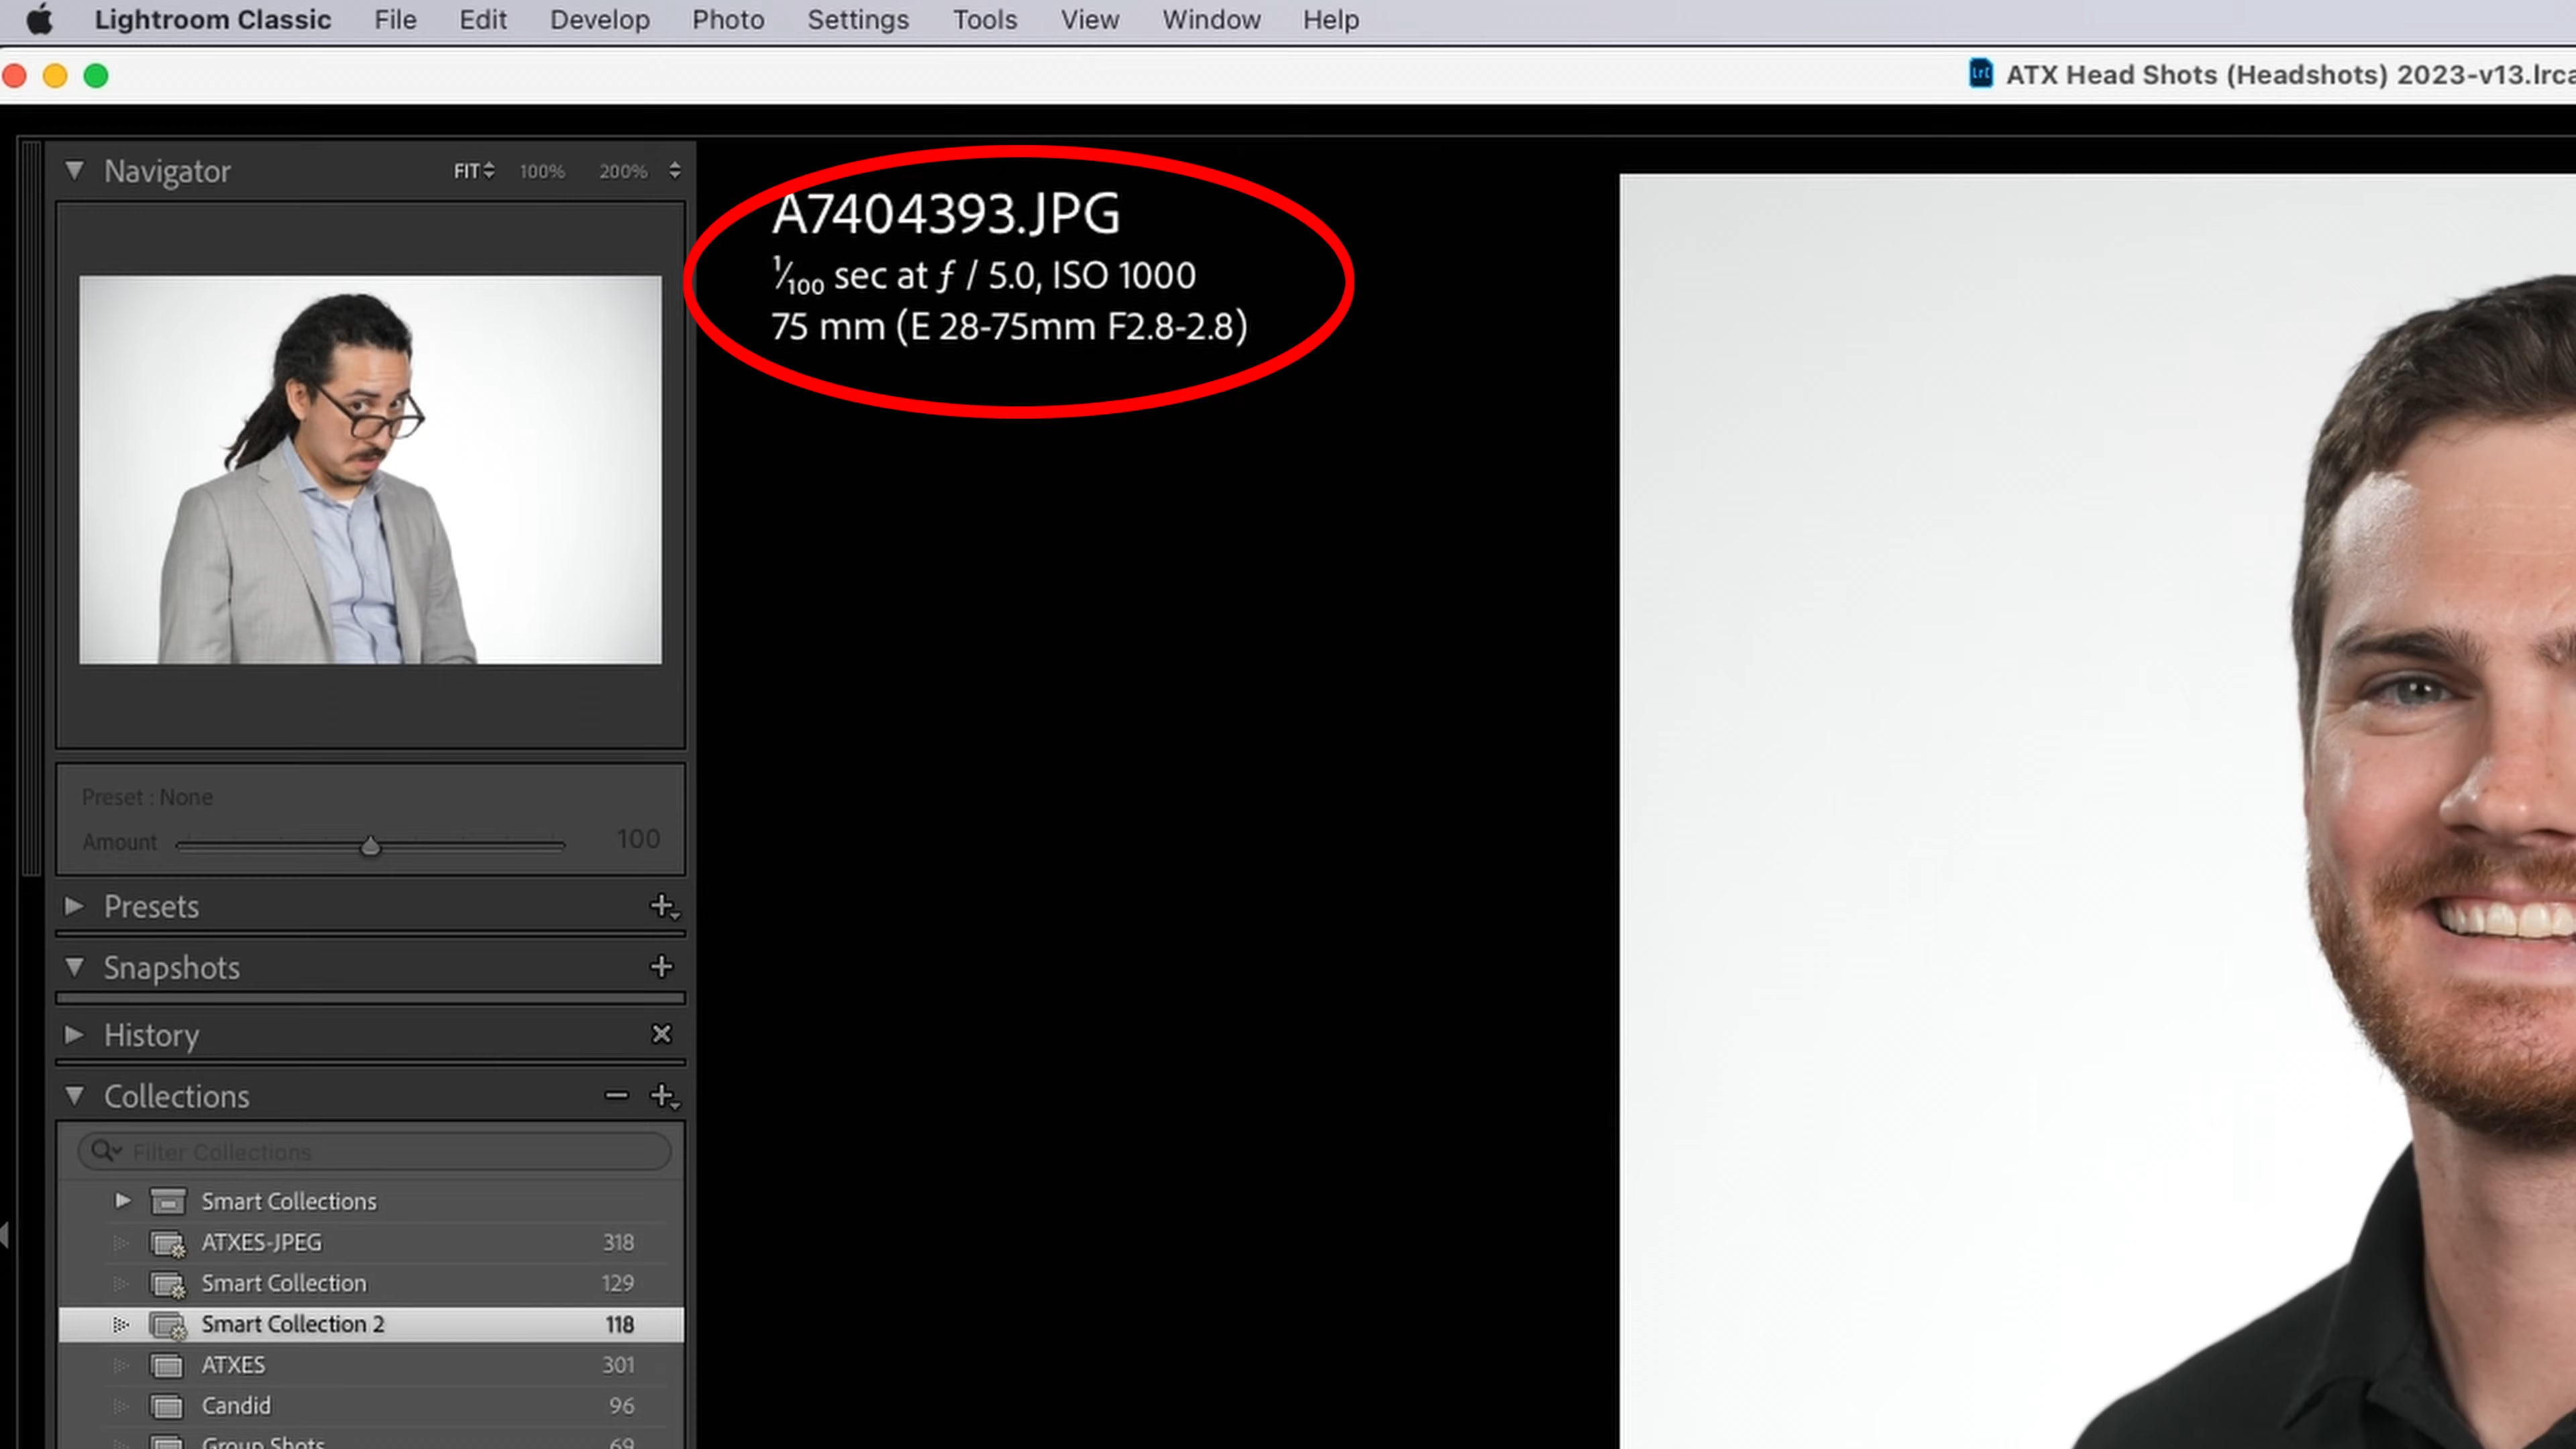 Lightroom Classic File Edit Develop Photo Settings Tools View Window Help
ATX Head Shots (Headshots) 2023-v13.lrca
Navigator FIT 100% 200%
A7404393.JPG
1/100 sec at ƒ / 5.0, ISO 1000
75 mm (E 28-75mm F2.8-2.8)
Preset : None
Amount 100
Presets
Snapshots
History
Collections
Filter Collections
Smart Collections
ATXES-JPEG 318
Smart Collection 129
Smart Collection 2 118
ATXES 301
Candid 96
Group Shots 69